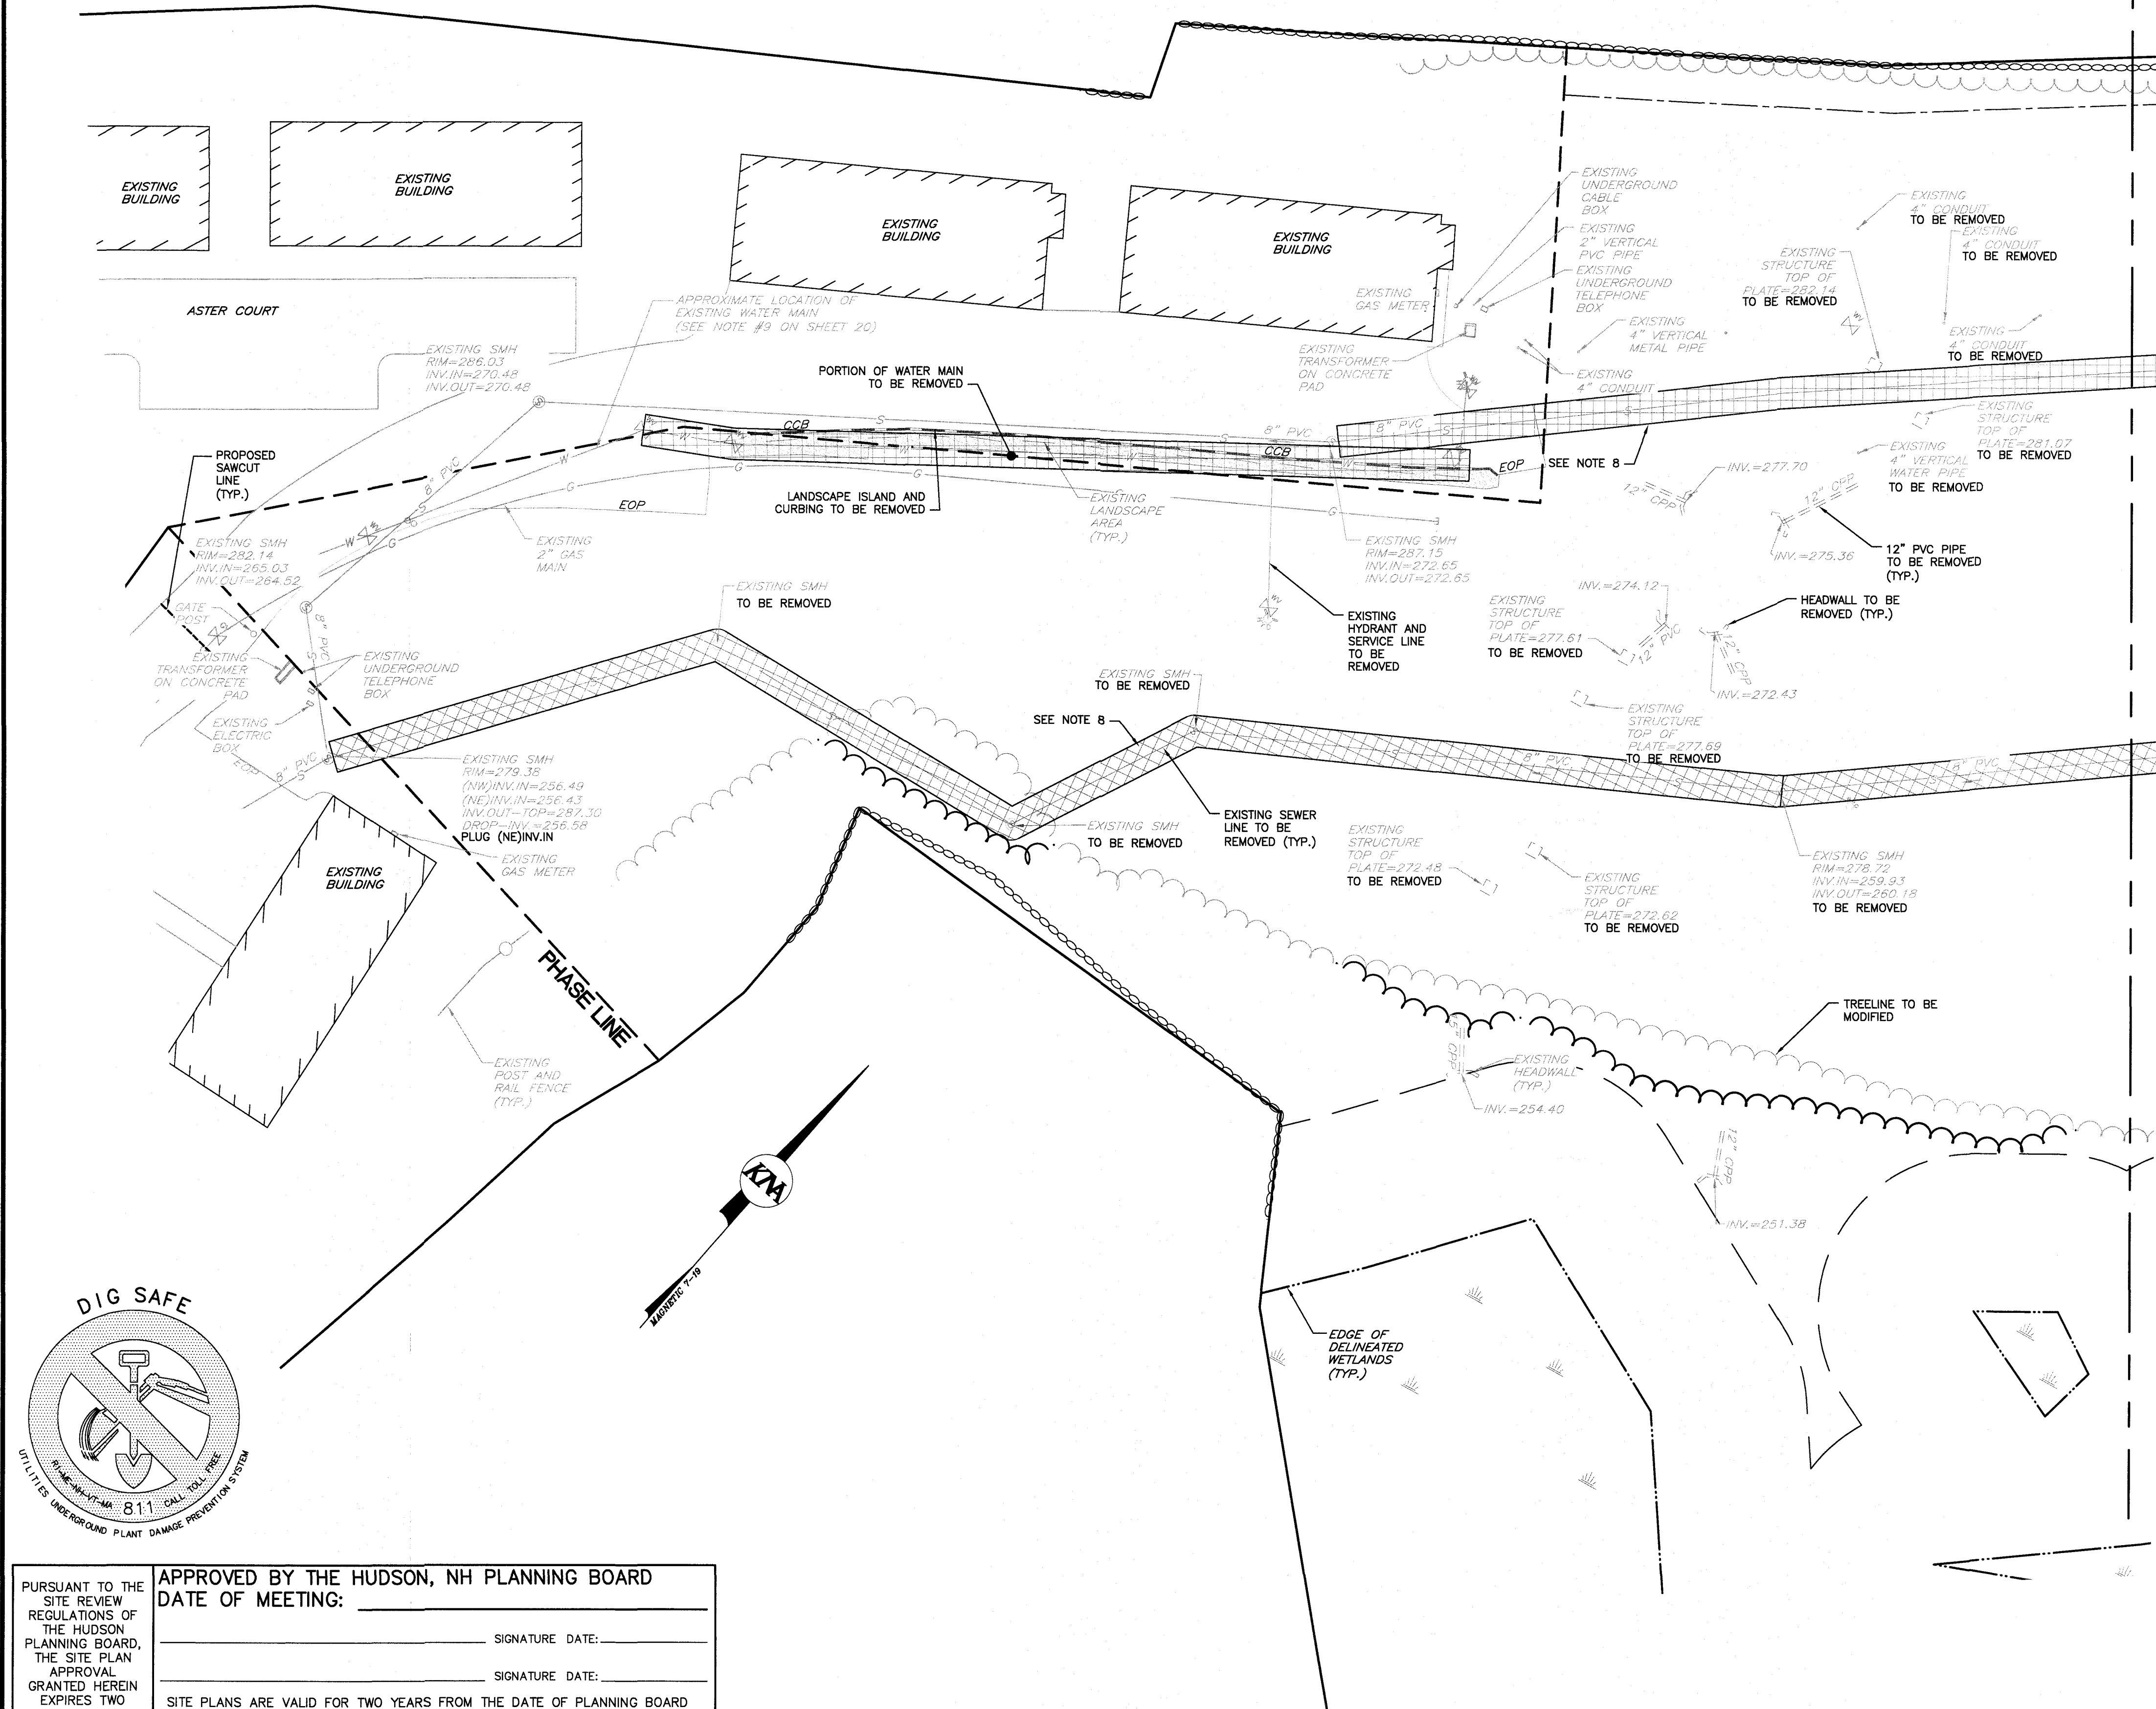 EXISTING
BUILDING
EXISTING
BUILDING
EXISTING
BUILDING
EXISTING
BUILDING
ASTER COURT
APPROXIMATE LOCATION OF
EXISTING WATER MAIN
(SEE NOTE #9 ON SHEET 20)
EXISTING SMH
RIM=286.03
INV.IN=270.48
INV.OUT=270.48
PORTION OF WATER MAIN
TO BE REMOVED
EXISTING
GAS METER
EXISTING
TRANSFORMER
ON CONCRETE
PAD
EXISTING
UNDERGROUND
CABLE
BOX
EXISTING
2" VERTICAL
PVC PIPE
EXISTING
UNDERGROUND
TELEPHONE
BOX
EXISTING
4" VERTICAL
METAL PIPE
EXISTING
4" CONDUIT
EXISTING
STRUCTURE
TOP OF
PLATE=282.14
TO BE REMOVED
EXISTING
4" CONDUIT
TO BE REMOVED
EXISTING
4" CONDUIT
TO BE REMOVED
EXISTING
4" CONDUIT
TO BE REMOVED
EXISTING
STRUCTURE
TOP OF
PLATE=281.07
TO BE REMOVED
EXISTING
4" VERTICAL
WATER PIPE
TO BE REMOVED
PROPOSED
SAWCUT
LINE
(TYP.)
8" PVC
S
W
G
CCB
S
8" PVC
8" PVC
S
S
CCB
W
EOP
SEE NOTE 8
EOP
LANDSCAPE ISLAND AND
CURBING TO BE REMOVED
EXISTING
LANDSCAPE
AREA
(TYP.)
G
G
G
EXISTING
2" GAS
MAIN
INV.=277.70
12" CPP
12" CPP
INV.=275.36
12" PVC PIPE
TO BE REMOVED
(TYP.)
EXISTING SMH
RIM=282.14
INV.IN=265.03
INV.OUT=264.52
EXISTING SMH
RIM=287.15
INV.IN=272.65
INV.OUT=272.65
EXISTING SMH
TO BE REMOVED
EXISTING
HYDRANT AND
SERVICE LINE
TO BE
REMOVED
INV.=274.12
EXISTING
STRUCTURE
TOP OF
PLATE=277.61
TO BE REMOVED
12" PVC
HEADWALL TO BE
REMOVED (TYP.)
12" CPP
INV.=272.43
GATE
POST
8" PVC
S
EXISTING
TRANSFORMER
ON CONCRETE
PAD
EXISTING
UNDERGROUND
TELEPHONE
BOX
EXISTING
ELECTRIC
BOX
EOP
8" PVC
S
EXISTING SMH
TO BE REMOVED
SEE NOTE 8
EXISTING
STRUCTURE
TOP OF
PLATE=277.69
TO BE REMOVED
8" PVC
8" PVC
EXISTING SMH
RIM=279.38
(NW)INV.IN=256.49
(NE)INV.IN=256.43
INV.OUT-TOP=287.30
DROP-INV.=256.58
PLUG (NE)INV.IN
EXISTING
GAS METER
EXISTING
BUILDING
EXISTING SMH
TO BE REMOVED
EXISTING SEWER
LINE TO BE
REMOVED (TYP.)
EXISTING
STRUCTURE
TOP OF
PLATE=272.48
TO BE REMOVED
EXISTING
STRUCTURE
TOP OF
PLATE=272.62
TO BE REMOVED
EXISTING SMH
RIM=278.72
INV.IN=259.93
INV.OUT=260.18
TO BE REMOVED
PHASE LINE
EXISTING
POST AND
RAIL FENCE
(TYP.)
TREELINE TO BE
MODIFIED
15" CPP
EXISTING
HEADWALL
(TYP.)
INV.=254.40
12" CPP
INV.=251.38
KNA
MAGNETIC 7-19
EDGE OF
DELINEATED
WETLANDS
(TYP.)
DIG SAFE
RI-ME-NH-VT-MA 811 CALL TOLL FREE
UTILITIES UNDERGROUND PLANT DAMAGE PREVENTION SYSTEM
PURSUANT TO THE
SITE REVIEW
REGULATIONS OF
THE HUDSON
PLANNING BOARD,
THE SITE PLAN
APPROVAL
GRANTED HEREIN
EXPIRES TWO
APPROVED BY THE HUDSON, NH PLANNING BOARD
DATE OF MEETING:
SIGNATURE DATE:
SIGNATURE DATE:
SITE PLANS ARE VALID FOR TWO YEARS FROM THE DATE OF PLANNING BOARD